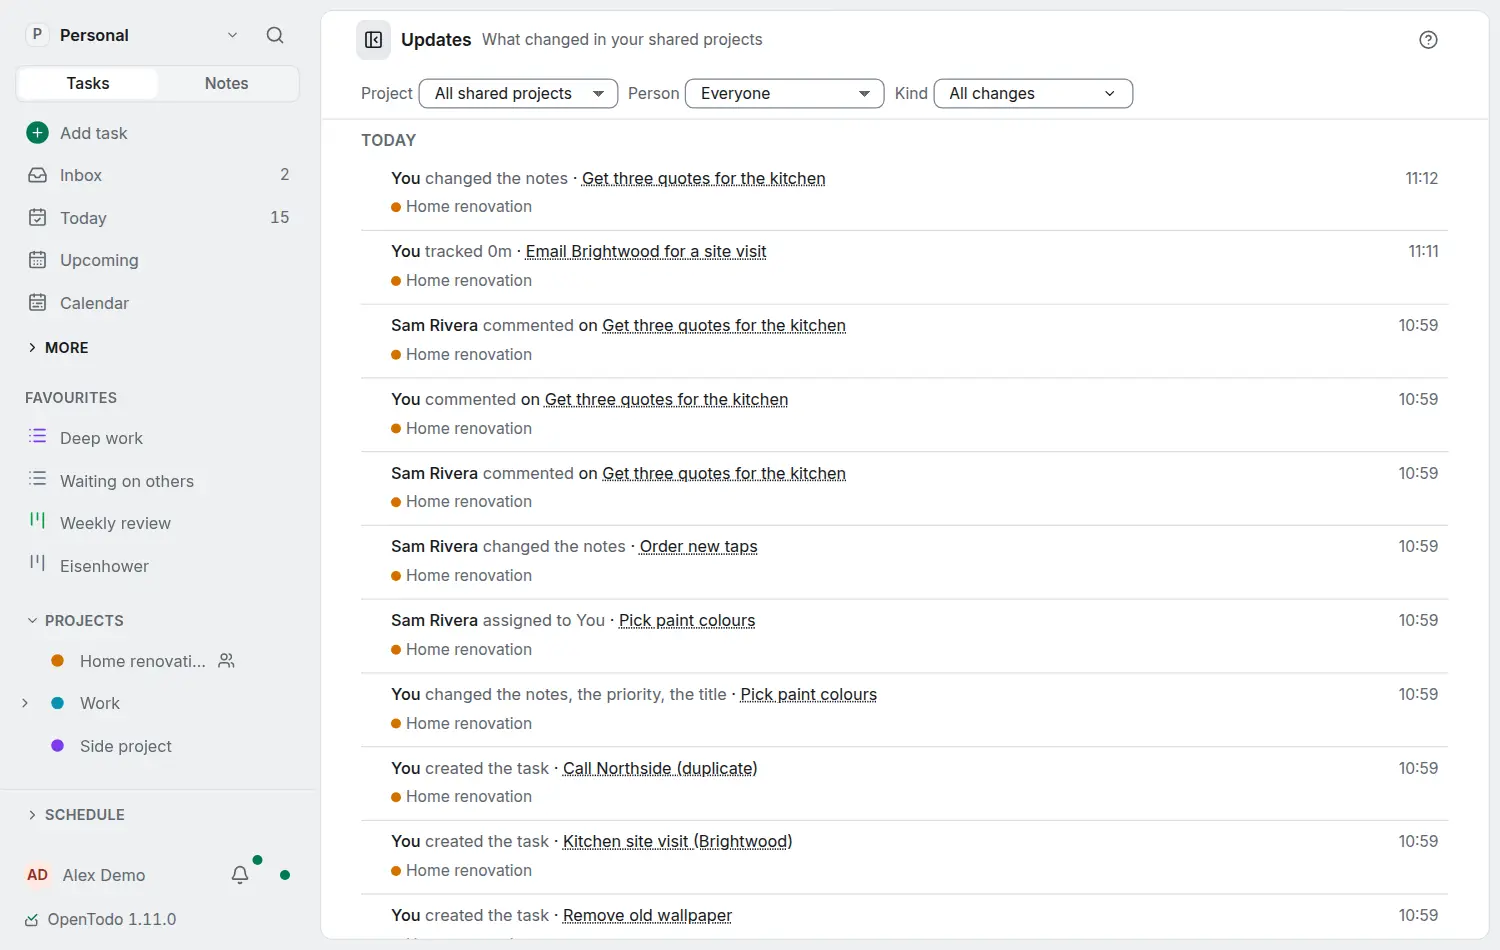 P Personal
Tasks Notes
Add task
Inbox 2
Today 15
Upcoming
Calendar
MORE
FAVOURITES
Deep work
Waiting on others
Weekly review
Eisenhower
PROJECTS
Home renovati...
Work
Side project
SCHEDULE
AD Alex Demo
OpenTodo 1.11.0
Updates What changed in your shared projects
Project All shared projects Person Everyone Kind All changes
TODAY
You changed the notes · Get three quotes for the kitchen 11:12
Home renovation
You tracked 0m · Email Brightwood for a site visit 11:11
Home renovation
Sam Rivera commented on Get three quotes for the kitchen 10:59
Home renovation
You commented on Get three quotes for the kitchen 10:59
Home renovation
Sam Rivera commented on Get three quotes for the kitchen 10:59
Home renovation
Sam Rivera changed the notes · Order new taps 10:59
Home renovation
Sam Rivera assigned to You · Pick paint colours 10:59
Home renovation
You changed the notes, the priority, the title · Pick paint colours 10:59
Home renovation
You created the task · Call Northside (duplicate) 10:59
Home renovation
You created the task · Kitchen site visit (Brightwood) 10:59
Home renovation
You created the task · Remove old wallpaper 10:59